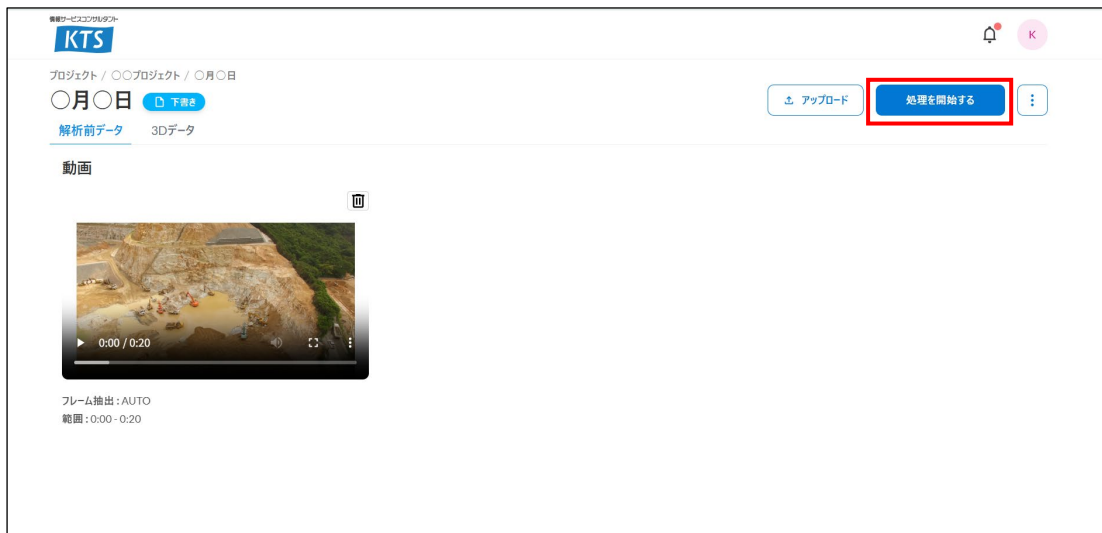 情報サービスコンサルタント
KTS
K
プロジェクト / ○○プロジェクト / ○月○日
○月○日 下書き
アップロード 処理を開始する
解析前データ 3Dデータ
動画
0:00 / 0:20
フレーム抽出 : AUTO
範囲 : 0:00 - 0:20